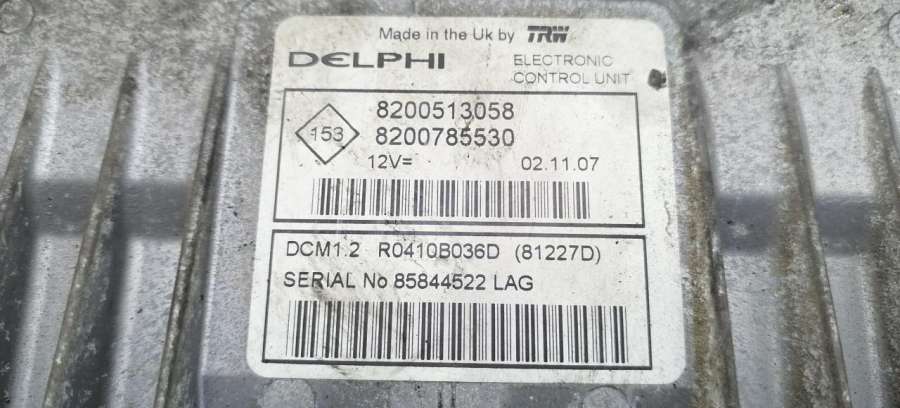 Made in the Uk by TRW
DELPHI
ELECTRONIC
CONTROL UNIT
153
8200513058
8200785530
12V=
02.11.07
DCM1.2 R0410B036D (81227D)
SERIAL No 85844522 LAG